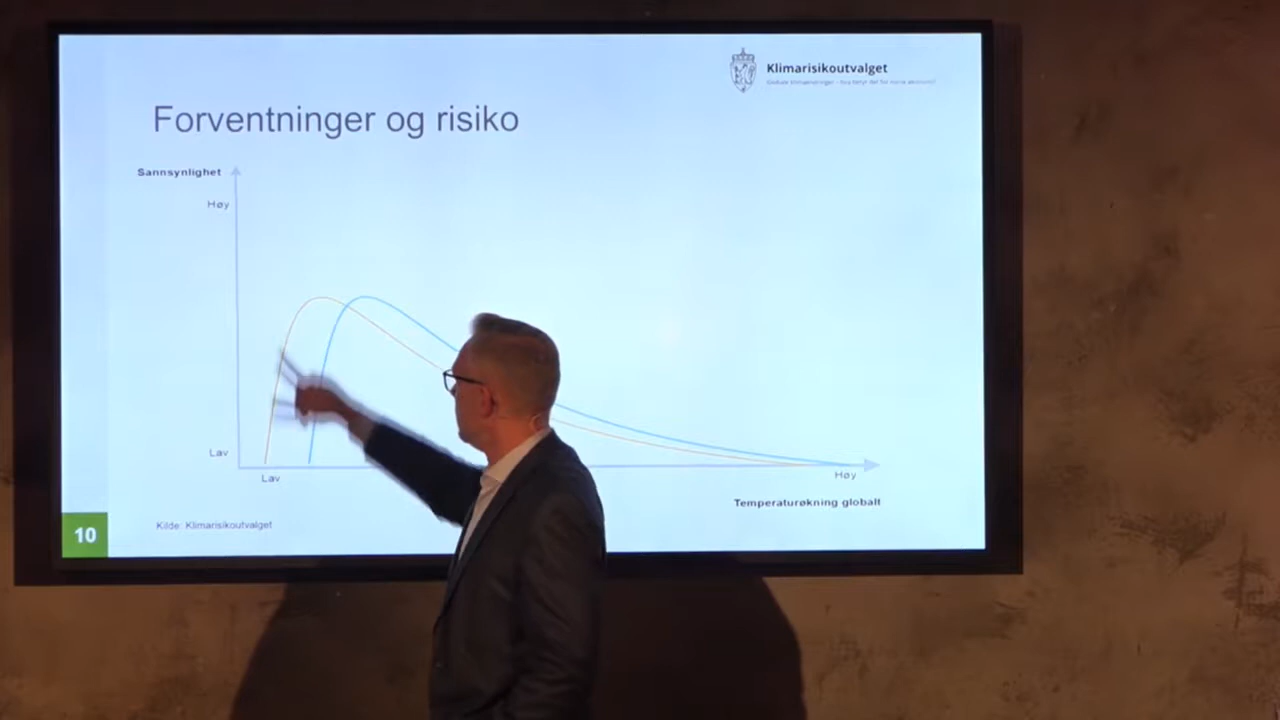 Klimarisikoutvalget
Forventninger og risiko
Sannsynlighet
Høy
Lav
Lav
Høy
Temperaturøkning globalt
10
Kilde: Klimarisikoutvalget